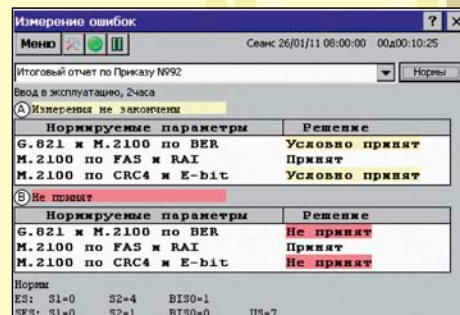 Измерение ошибок ? ×
Меню Сеанс 26/01/11 08:00:00 00д00:10:25
Итоговый отчет по Приказу №92 Нормы
Ввод в эксплуатацию, 2часа
A Измерения не закончены
Нормируемые параметры Решение
G.821 и M.2100 по BER Условно принят
M.2100 по FAS и RAI Принят
M.2100 по CRC4 и E-bit Условно принят
B Не принят
Нормируемые параметры Решение
G.821 и M.2100 по BER Не принят
M.2100 по FAS и RAI Принят
M.2100 по CRC4 и E-bit Не принят
Нормы
ES: S1=0 S2=4 BISO=1
SES: S1=0 S2=1 BISO=0 US=7